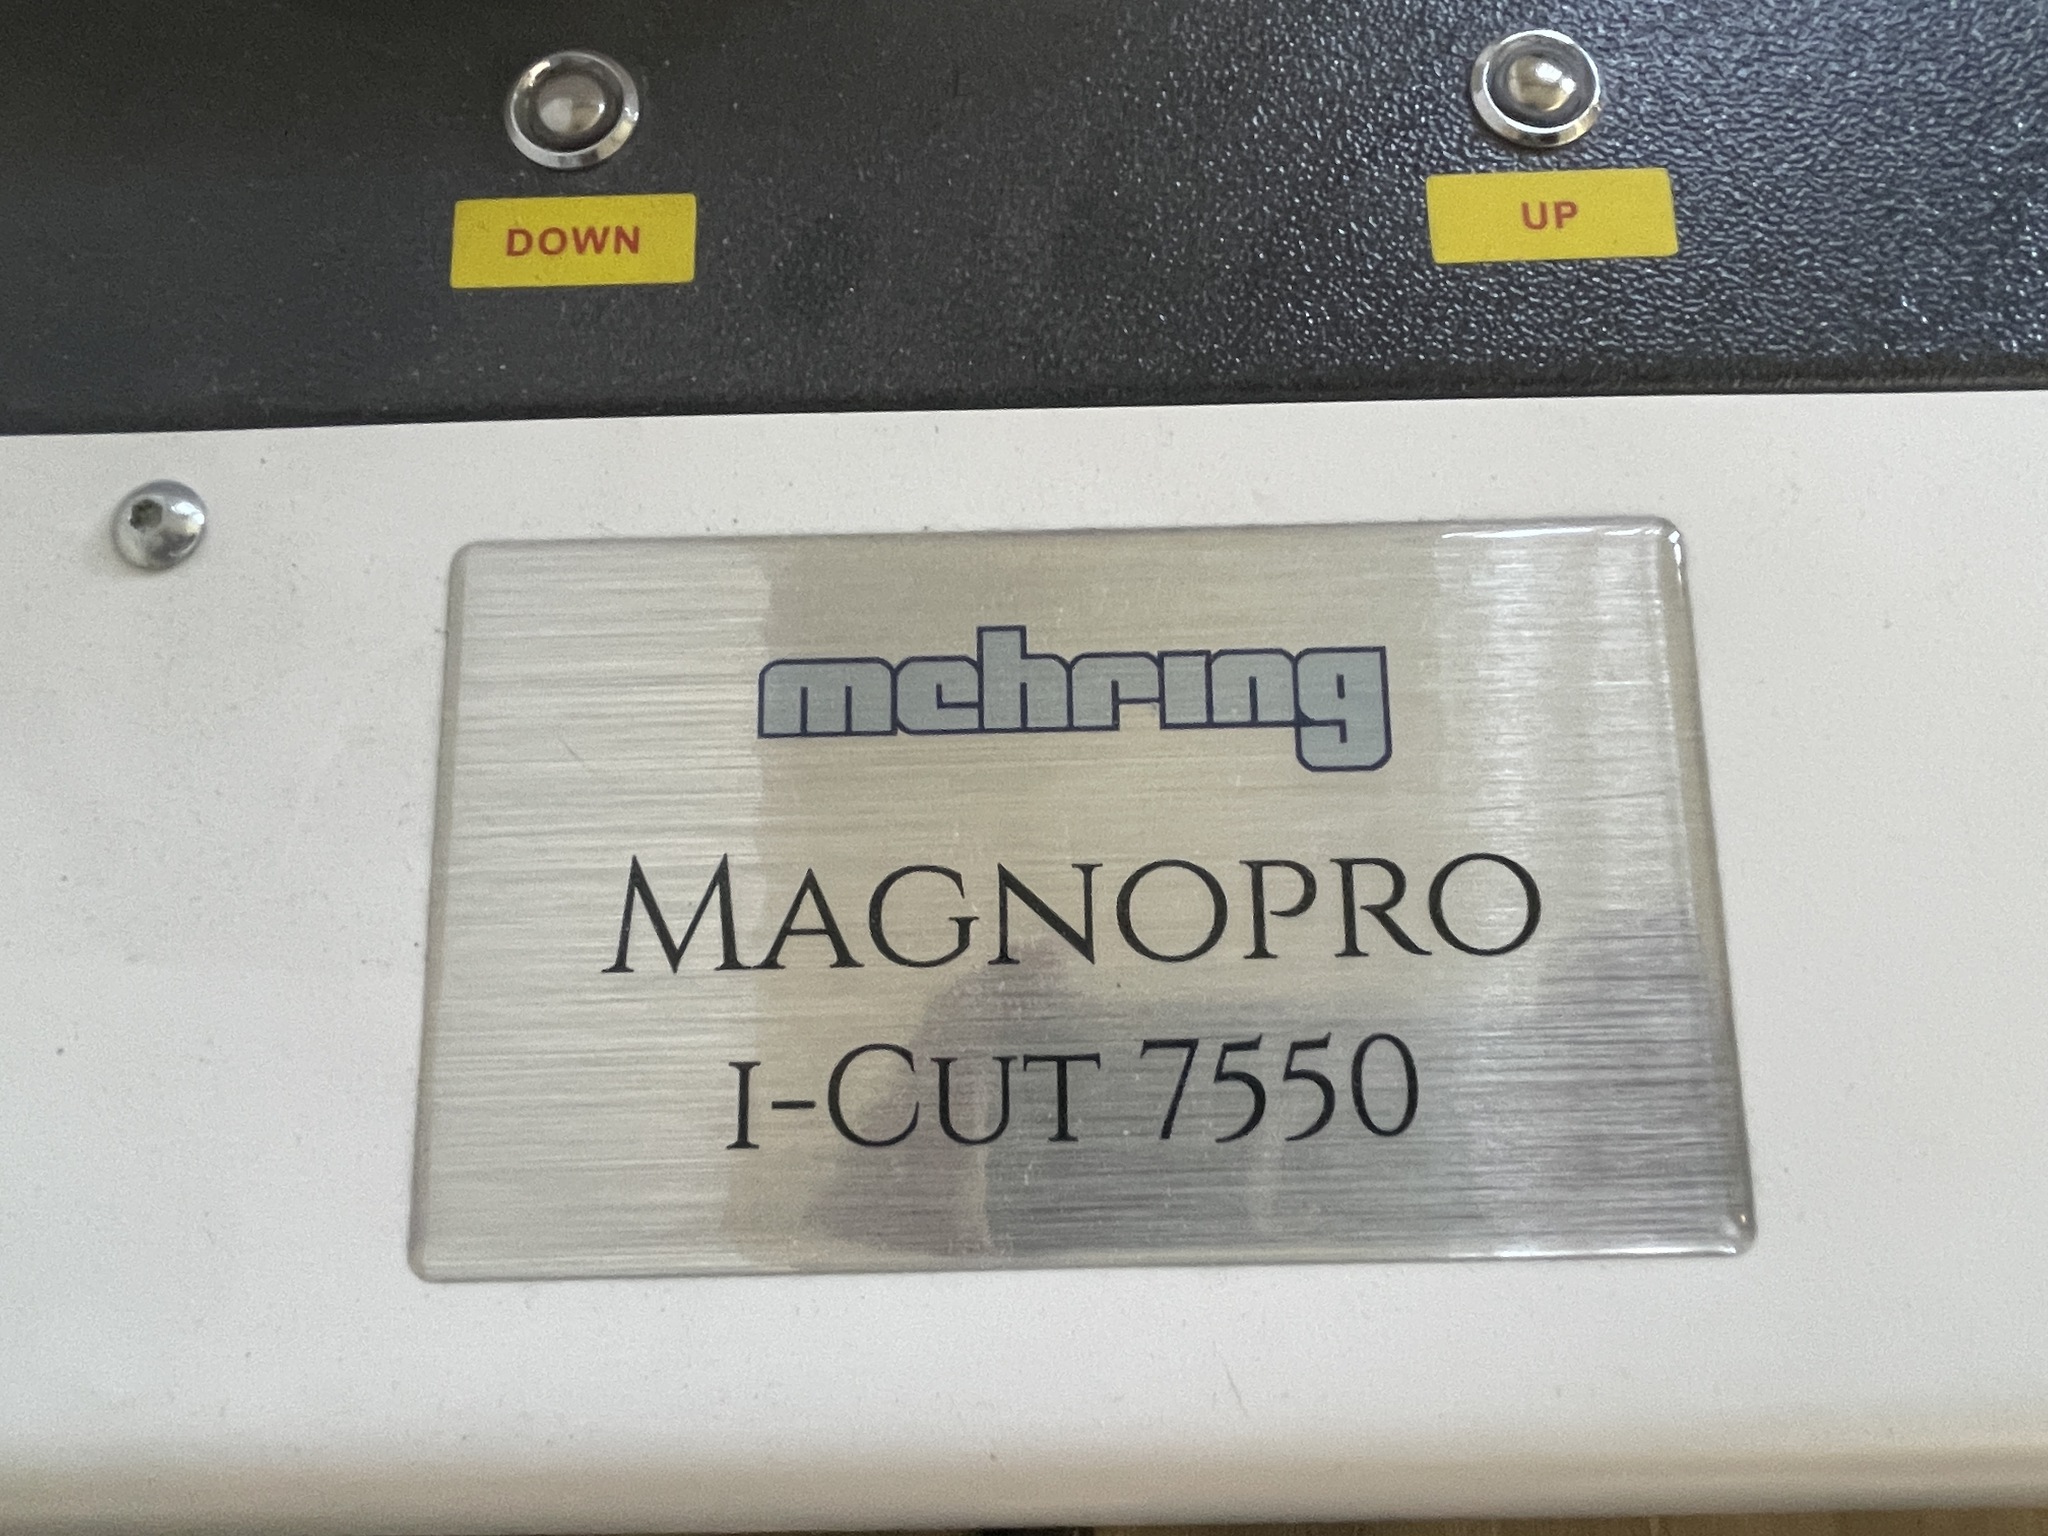 DOWN
UP
mehring
MAGNOPRO
I-CUT 7550